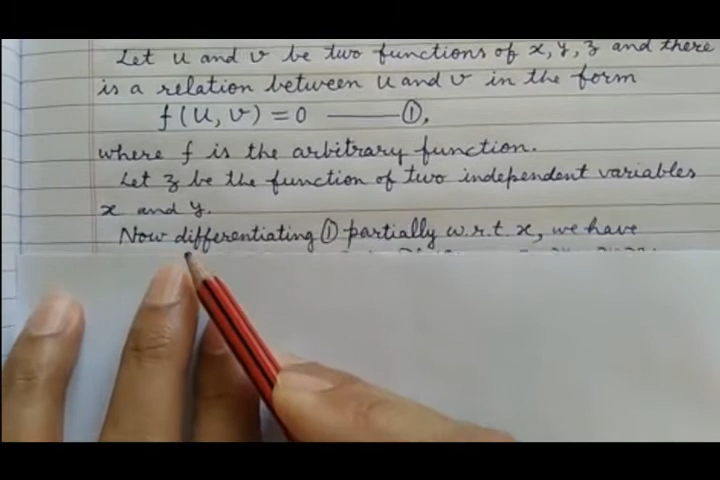 Let u and v be two functions of x, y, z and there
is a relation between u and v in the form
f(u, v) = 0 —— ①,
where f is the arbitrary function.
Let z be the function of two independent variables
x and y.
Now differentiating ① partially w.r.t. x, we have